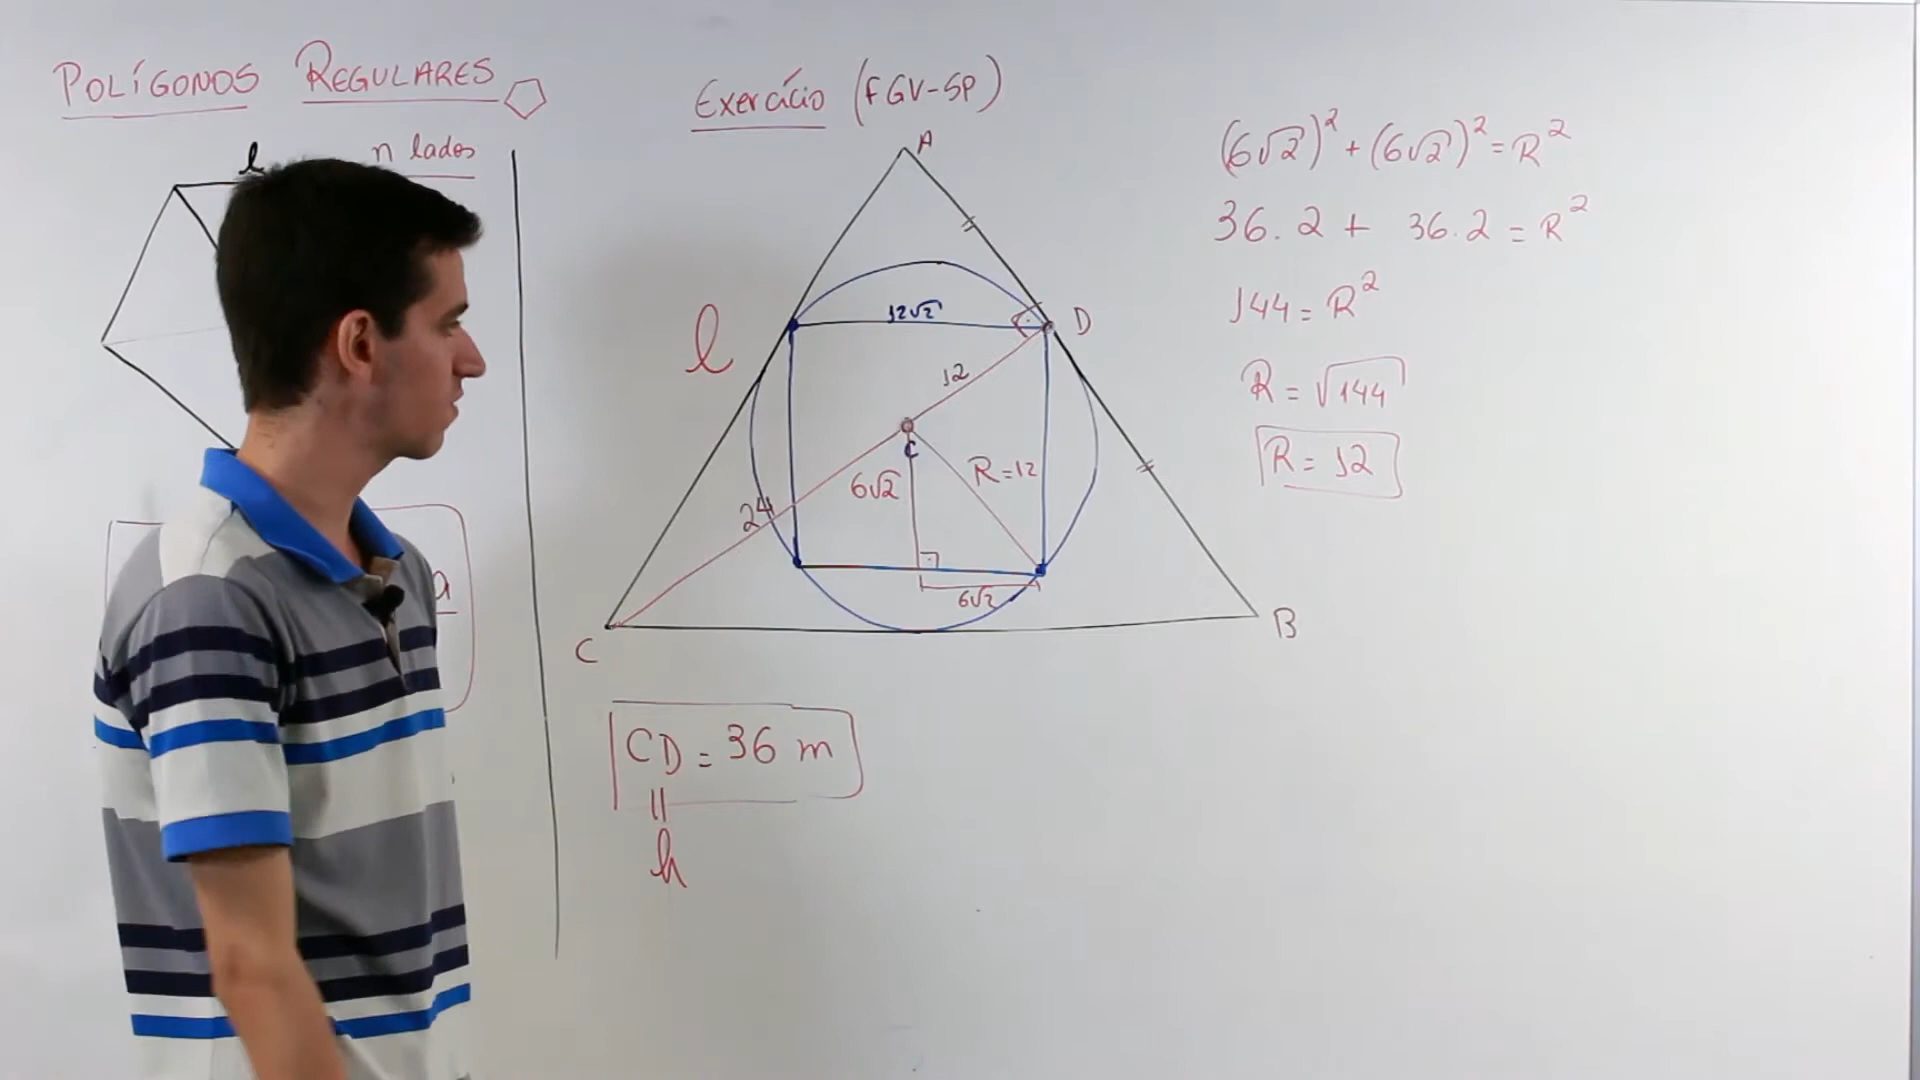 POLÍGONOS REGULARES
l
n lados
a
Exercício (FGV-SP)
A
l
12√2
D
12
C
6√2
R=12
24
6√2
C
B
CD = 36 m
||
h
(6√2)² + (6√2)² = R²
36.2 + 36.2 = R²
144 = R²
R = √144
R = 12